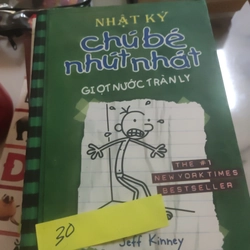 NHẬT KÝ
chú bé
nhút nhát
GIỌT NƯỚC TRÀN LY
THE #1
NEW YORK TIMES
BESTSELLER
30
Jeff Kinney